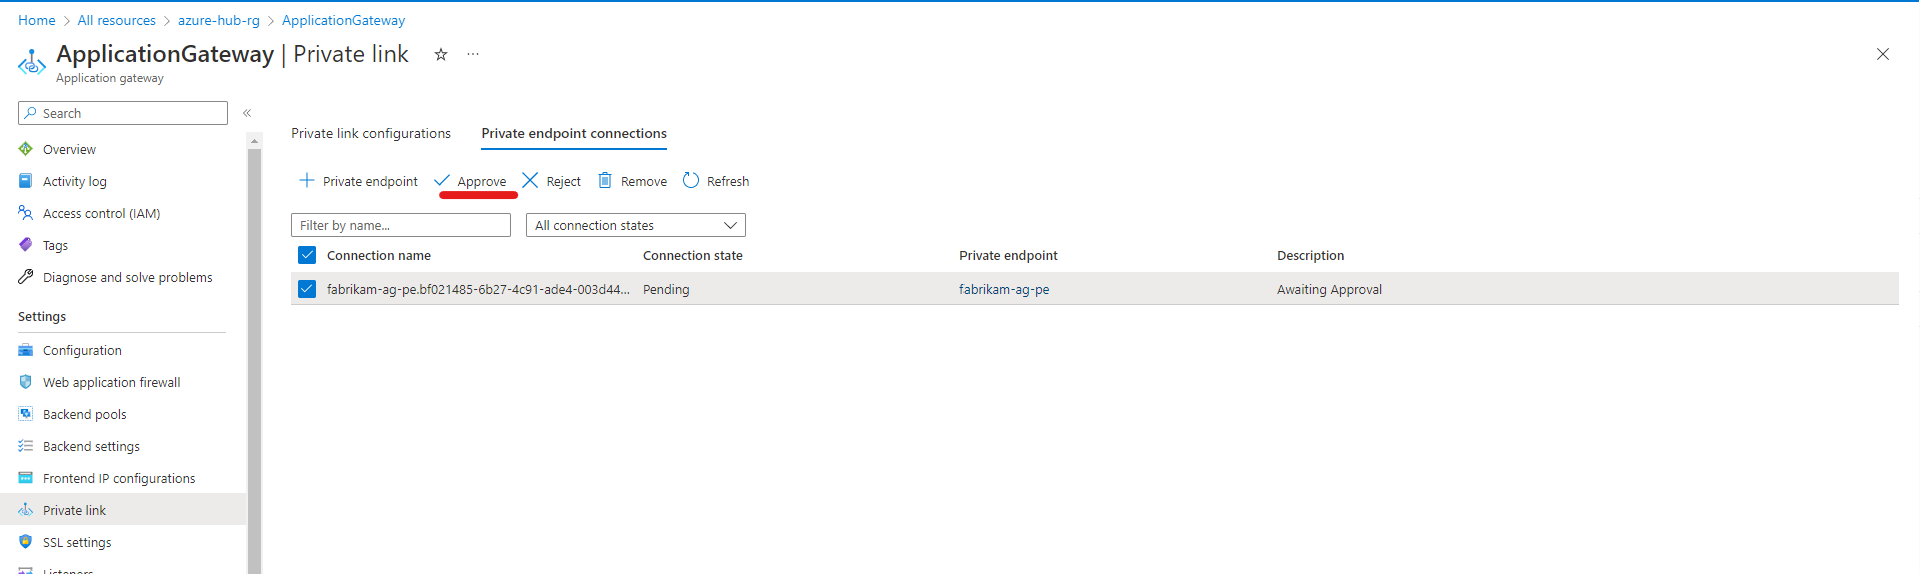 Home > All resources > azure-hub-rg > ApplicationGateway
ApplicationGateway | Private link
Application gateway
Search
Overview
Activity log
Access control (IAM)
Tags
Diagnose and solve problems
Settings
Configuration
Web application firewall
Backend pools
Backend settings
Frontend IP configurations
Private link
SSL settings
Listeners
Private link configurations Private endpoint connections
Private endpoint Approve Reject Remove Refresh
Filter by name... All connection states
Connection name Connection state Private endpoint Description
fabrikam-ag-pe.bf021485-6b27-4c91-ade4-003d44... Pending fabrikam-ag-pe Awaiting Approval